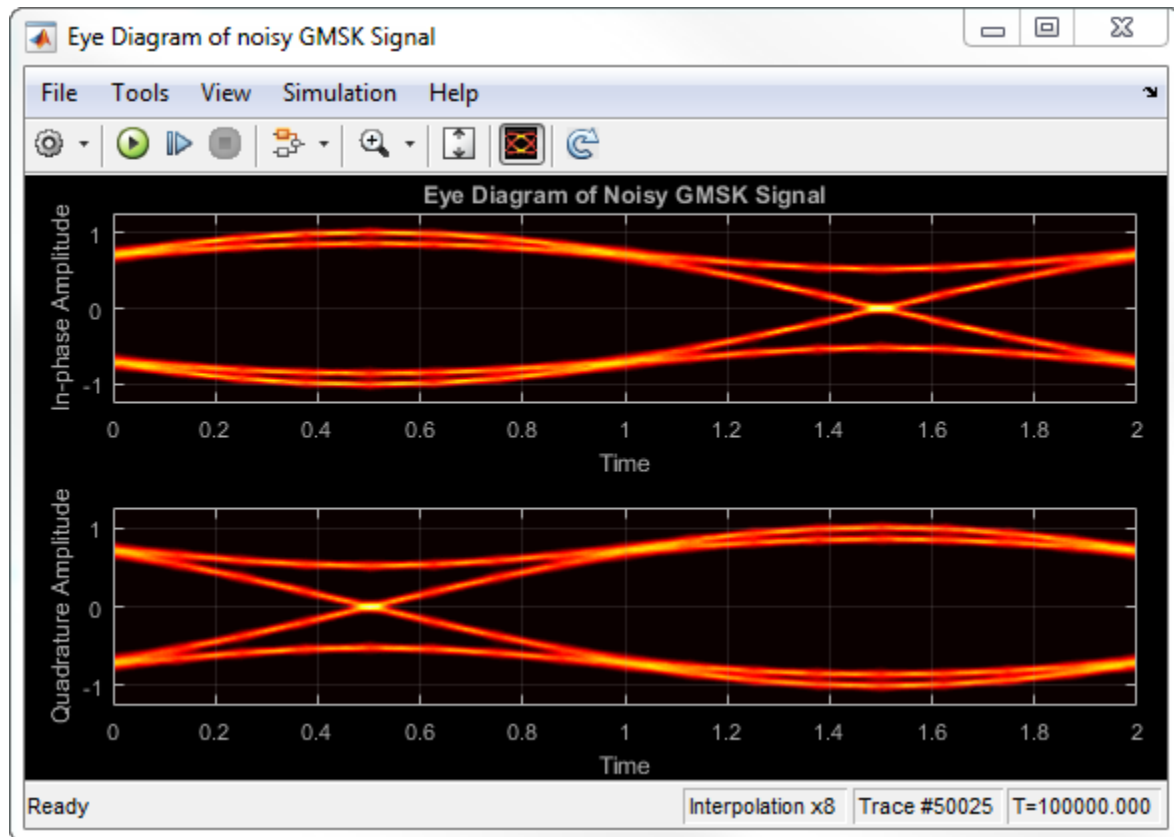 Eye Diagram of noisy GMSK Signal
File Tools View Simulation Help
Eye Diagram of Noisy GMSK Signal
In-phase Amplitude
1
0
-1
0 0.2 0.4 0.6 0.8 1 1.2 1.4 1.6 1.8 2
Time
Quadrature Amplitude
1
0
-1
0 0.2 0.4 0.6 0.8 1 1.2 1.4 1.6 1.8 2
Time
Ready Interpolation x8 Trace #50025 T=100000.000